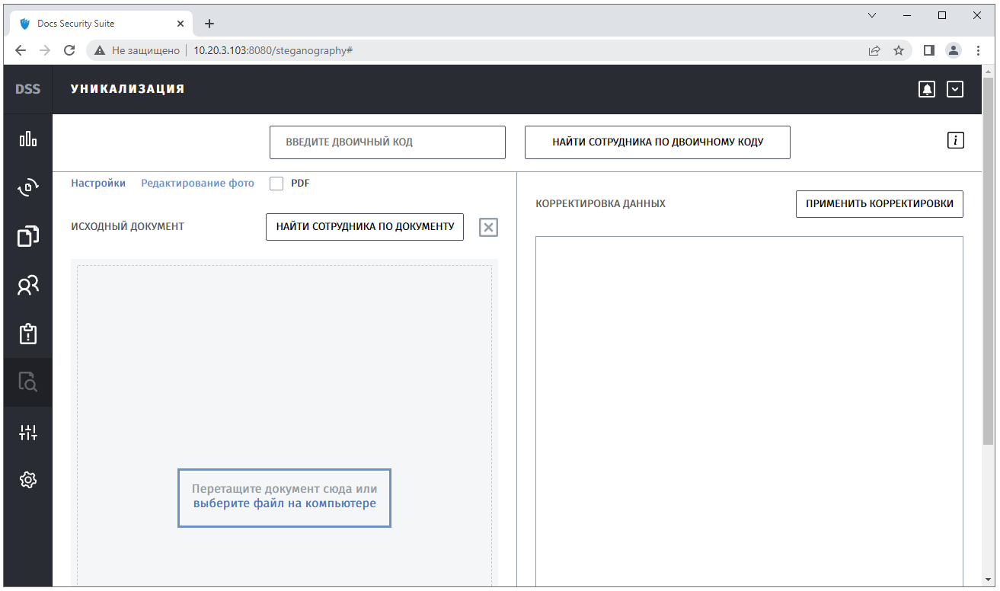 Docs Security Suite
Не защищено
10.20.3.103:8080/steganography#
DSS
УНИКАЛИЗАЦИЯ
ВВЕДИТЕ ДВОИЧНЫЙ КОД
НАЙТИ СОТРУДНИКА ПО ДВОИЧНОМУ КОДУ
i
Настройки Редактирование фото PDF
ИСХОДНЫЙ ДОКУМЕНТ
НАЙТИ СОТРУДНИКА ПО ДОКУМЕНТУ
Перетащите документ сюда или
выберите файл на компьютере
КОРРЕКТИРОВКА ДАННЫХ
ПРИМЕНИТЬ КОРРЕКТИРОВКИ